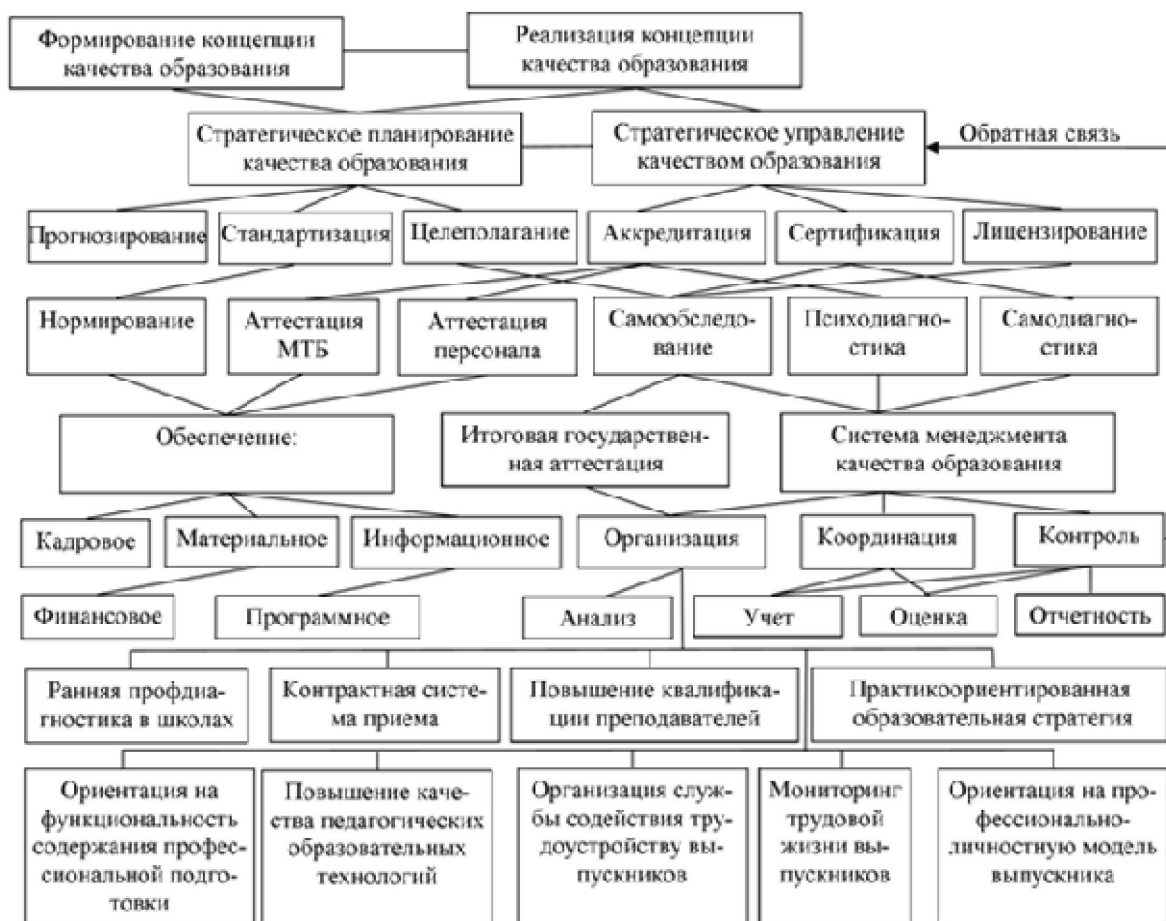 Формирование концепции
качества образования
Реализация концепции
качества образования
Стратегическое планирование
качества образования
Стратегическое управление
качеством образования
Обратная связь
Прогнозирование
Стандартизация
Целеполагание
Аккредитация
Сертификация
Лицензирование
Нормирование
Аттестация
МТБ
Аттестация
персонала
Самообследо-
вание
Психодиагно-
стика
Самодиагно-
стика
Обеспечение:
Итоговая государствен-
ная аттестация
Система менеджмента
качества образования
Кадровое
Материальное
Информационное
Организация
Координация
Контроль
Финансовое
Программное
Анализ
Учет
Оценка
Отчетность
Ранняя профдиа-
гностика в школах
Контрактная систе-
ма приема
Повышение квалифика-
ции преподавателей
Практикоориентированная
образовательная стратегия
Ориентация на
функциональность
содержания профес-
сиональной подго-
товки
Повышение каче-
ства педагогических
образовательных
технологий
Организация служ-
бы содействия тру-
доустройству вы-
пускников
Мониторинг
трудовой
жизни вы-
пускников
Ориентация на про-
фессионально-
личностную модель
выпускника